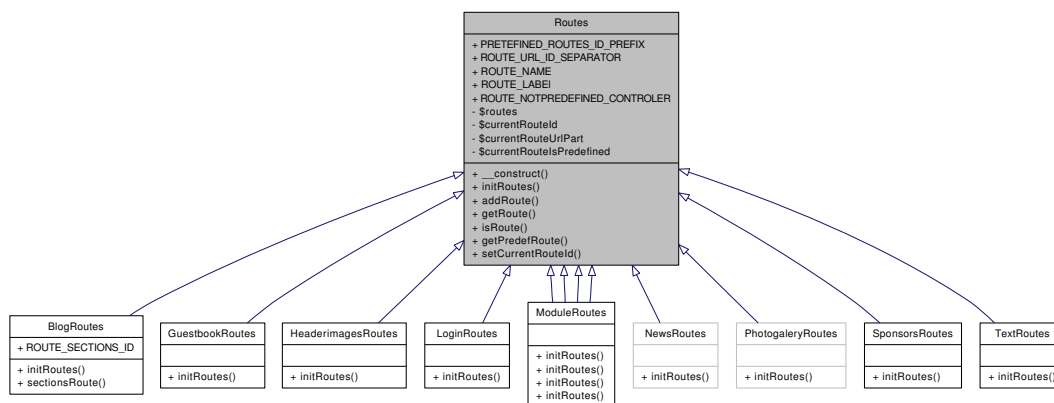 Routes
+ PRETEFINED_ROUTES_ID_PREFIX
+ ROUTE_URL_ID_SEPARATOR
+ ROUTE_NAME
+ ROUTE_LABEl
+ ROUTE_NOTPREDEFINED_CONTROLER
- $routes
- $currentRouteId
- $currentRouteUrlPart
- $currentRouteIsPredefined
+ __construct()
+ initRoutes()
+ addRoute()
+ getRoute()
+ isRoute()
+ getPredefRoute()
+ setCurrentRouteId()
BlogRoutes
+ ROUTE_SECTIONS_ID
+ initRoutes()
+ sectionsRoute()
GuestbookRoutes
+ initRoutes()
HeaderimagesRoutes
+ initRoutes()
LoginRoutes
+ initRoutes()
ModuleRoutes
+ initRoutes()
+ initRoutes()
+ initRoutes()
+ initRoutes()
NewsRoutes
+ initRoutes()
PhotogaleryRoutes
+ initRoutes()
SponsorsRoutes
+ initRoutes()
TextRoutes
+ initRoutes()